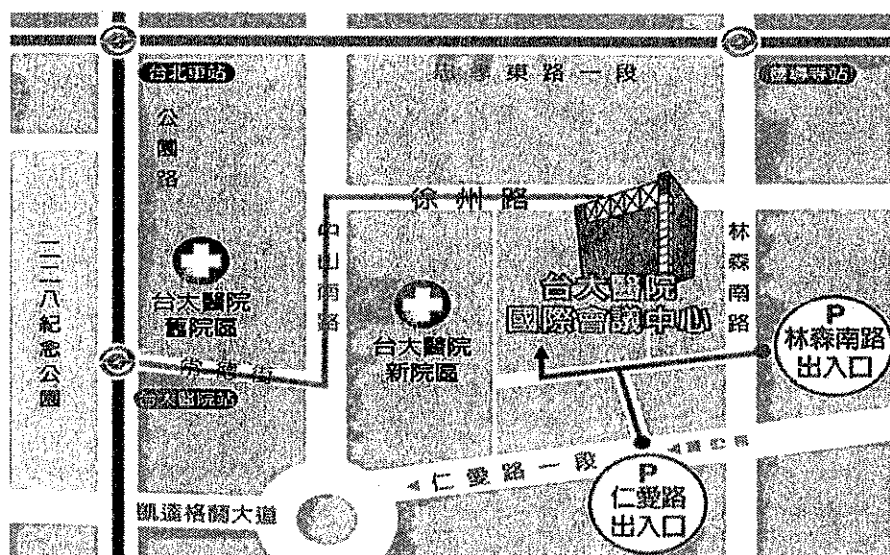 台北車站
忠孝東路一段
善導寺站
公園路
徐州路
二二八紀念公園
中山南路
林森南路
台大醫院
舊院區
台大醫院
國際會議中心
台大醫院
新院區
P
林森南路
出入口
常德街
台大醫院站
仁愛路一段
P
仁愛路
出入口
凱達格蘭大道